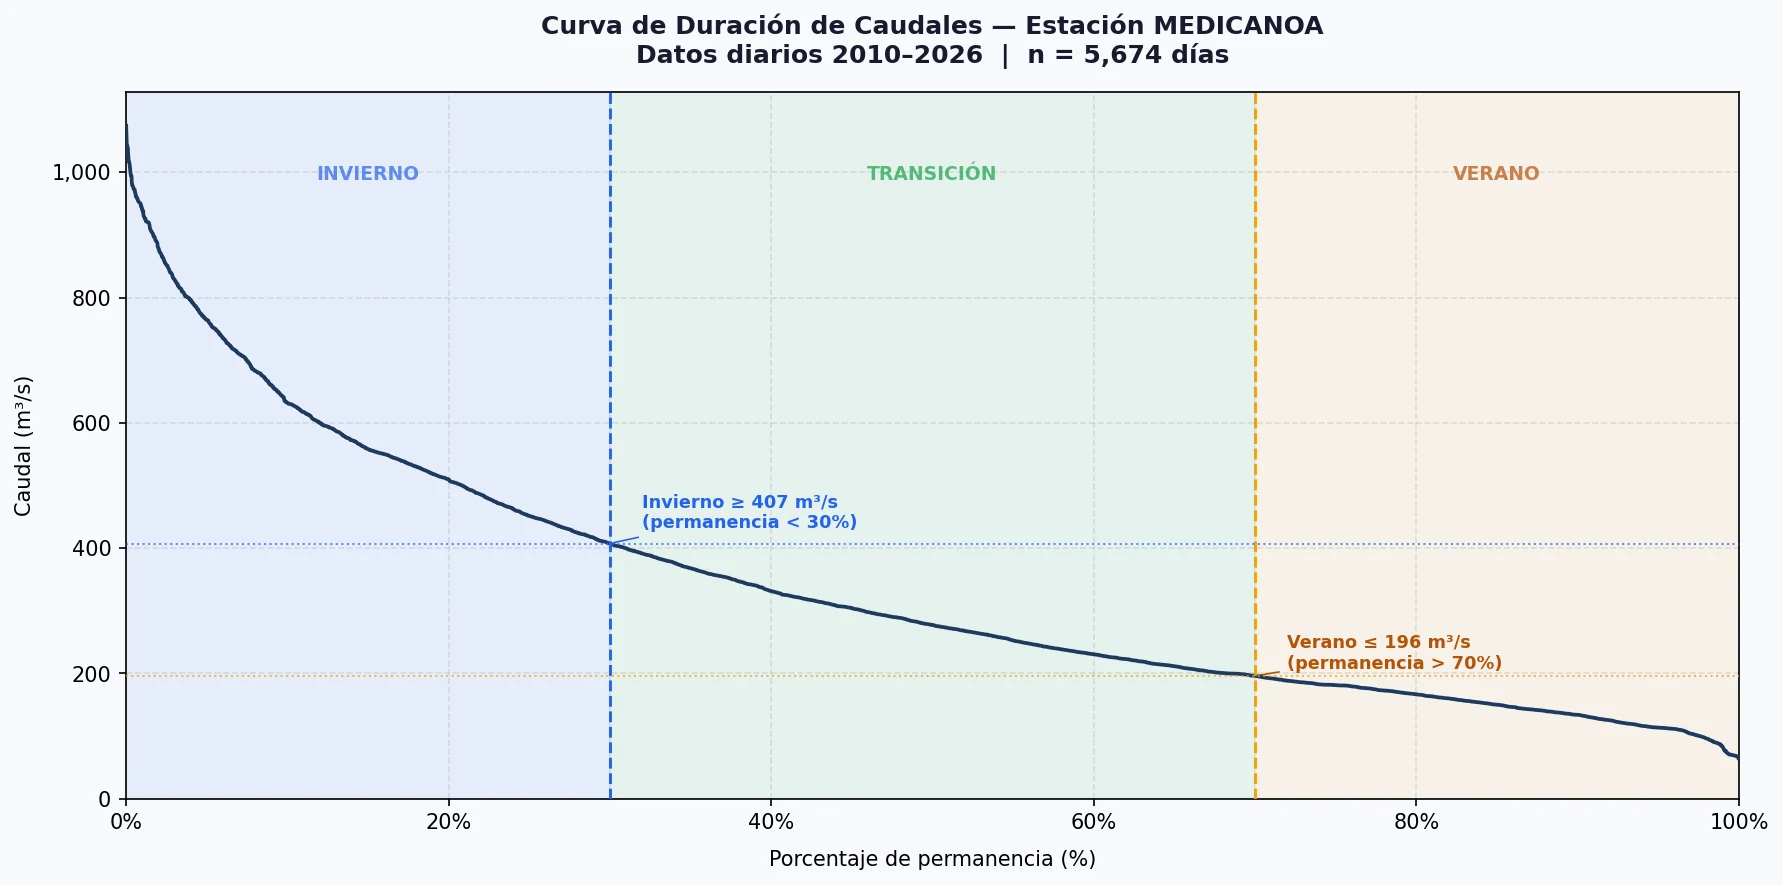 Curva de Duración de Caudales — Estación MEDICANOA
Datos diarios 2010–2026 | n = 5,674 días
INVIERNO
TRANSICIÓN
VERANO
Invierno ≥ 407 m³/s
(permanencia < 30%)
Verano ≤ 196 m³/s
(permanencia > 70%)
Caudal (m³/s)
1,000
800
600
400
200
0
0%
20%
40%
60%
80%
100%
Porcentaje de permanencia (%)